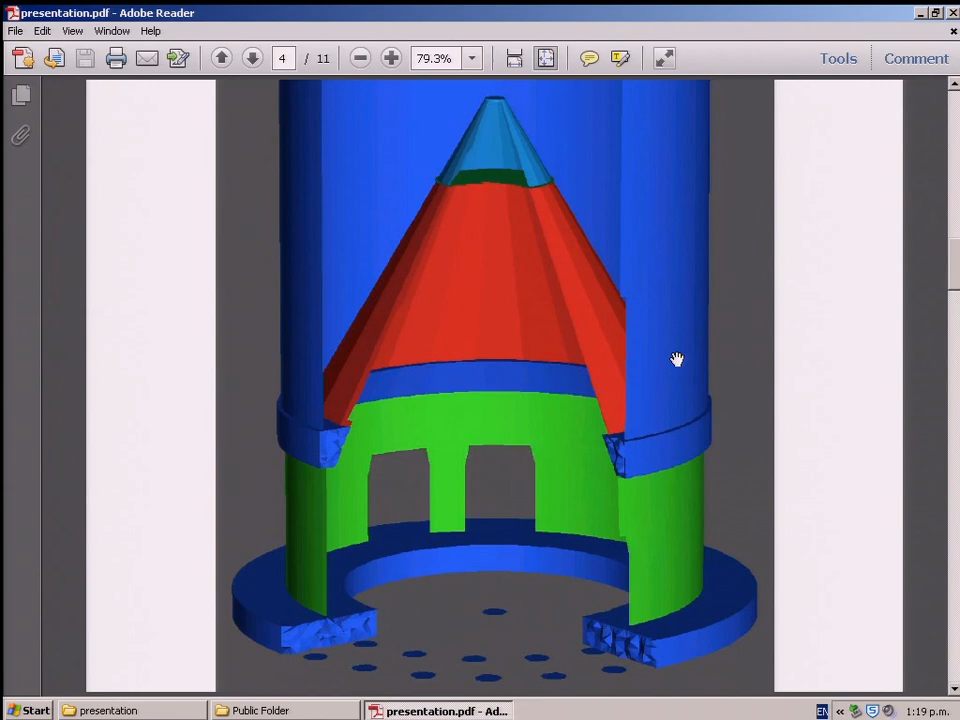 presentation.pdf - Adobe Reader
File Edit View Window Help
4 / 11 79.3% Tools Comment
Start presentation Public Folder presentation.pdf - Ad... EN « 1:19 p.m.